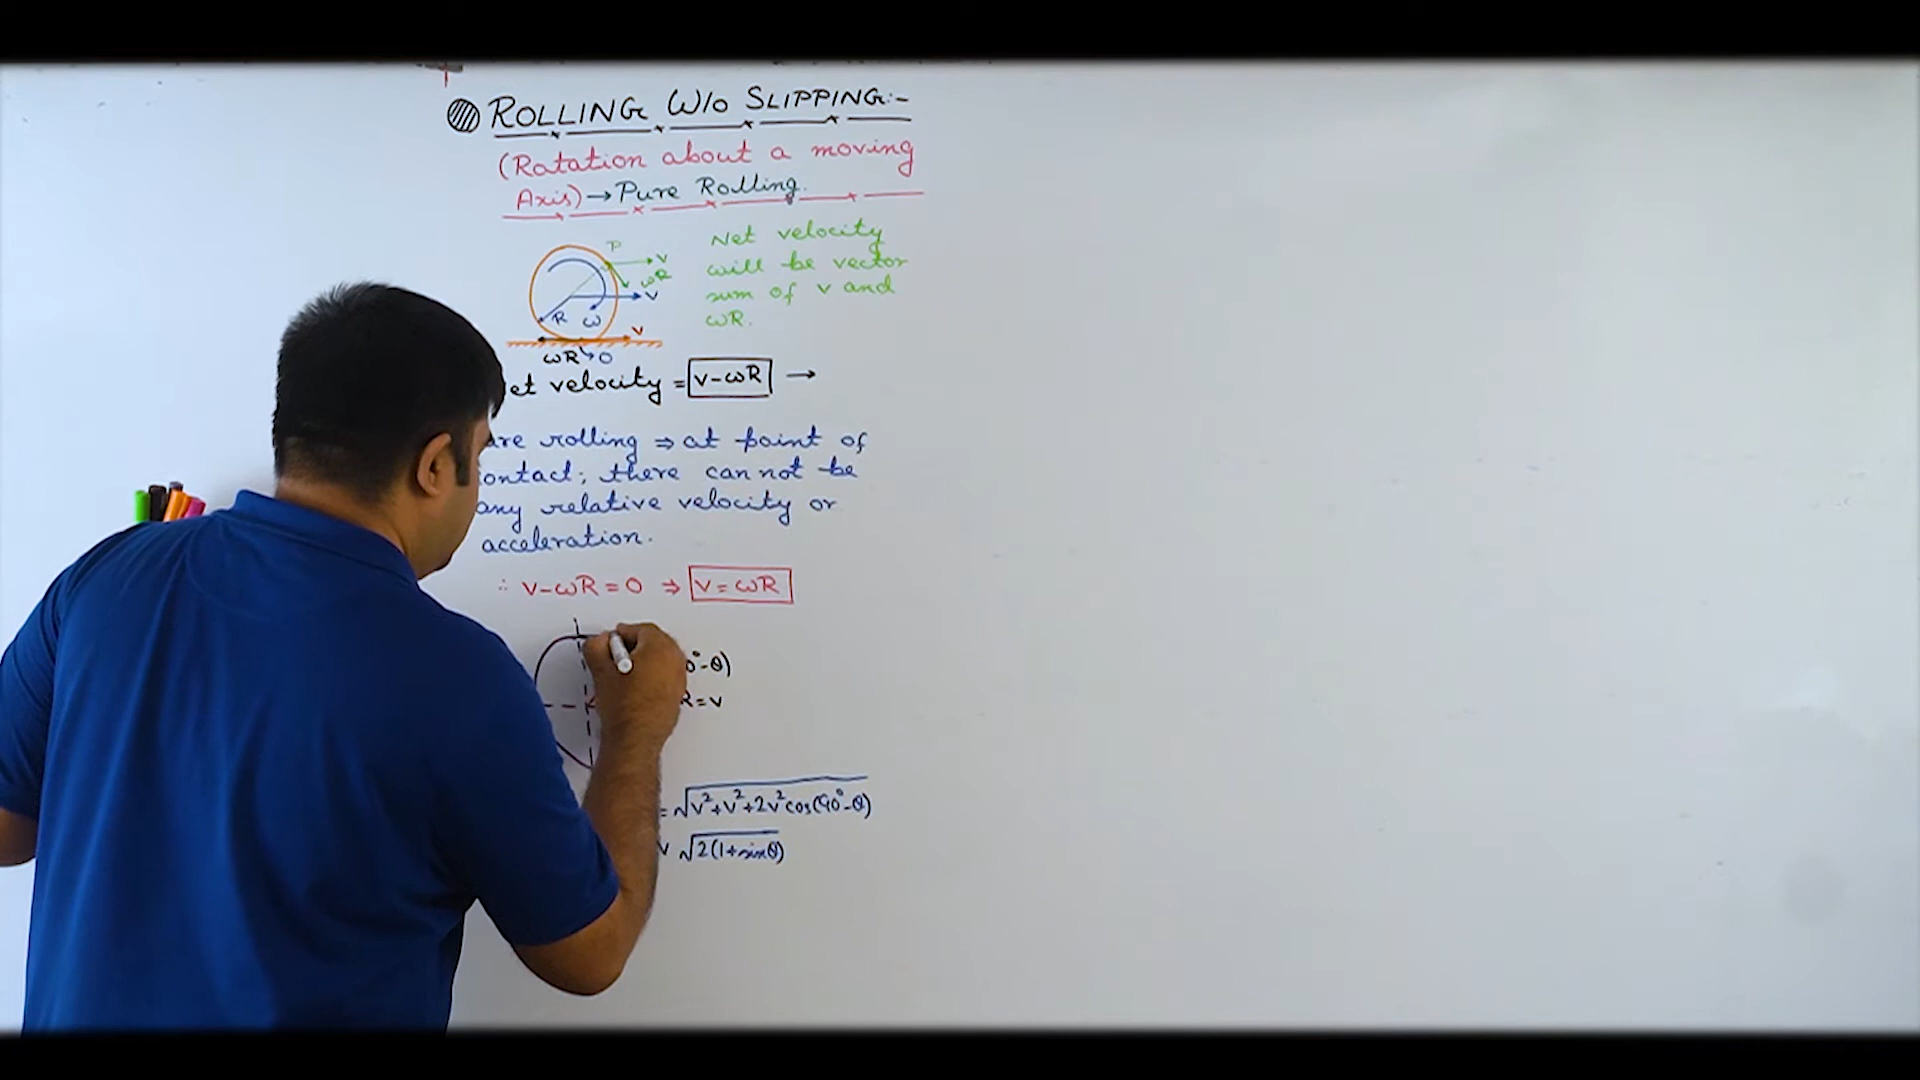 ROLLING W/o SLIPPING:-
(Rotation about a moving
Axis) → Pure Rolling.
P
V
ωR
V
R
ω
V
ωR
0
Net velocity
will be vector
sum of v and
ωR.
et velocity = v-ωR →
re rolling ⇒ at point of
ontact; there can not be
any relative velocity or
acceleration.
∴ v-ωR = 0 ⇒ v = ωR
0°-θ)
R = v
= √v²+v²+2v²cos(90°-θ)
v √2(1+sinθ)